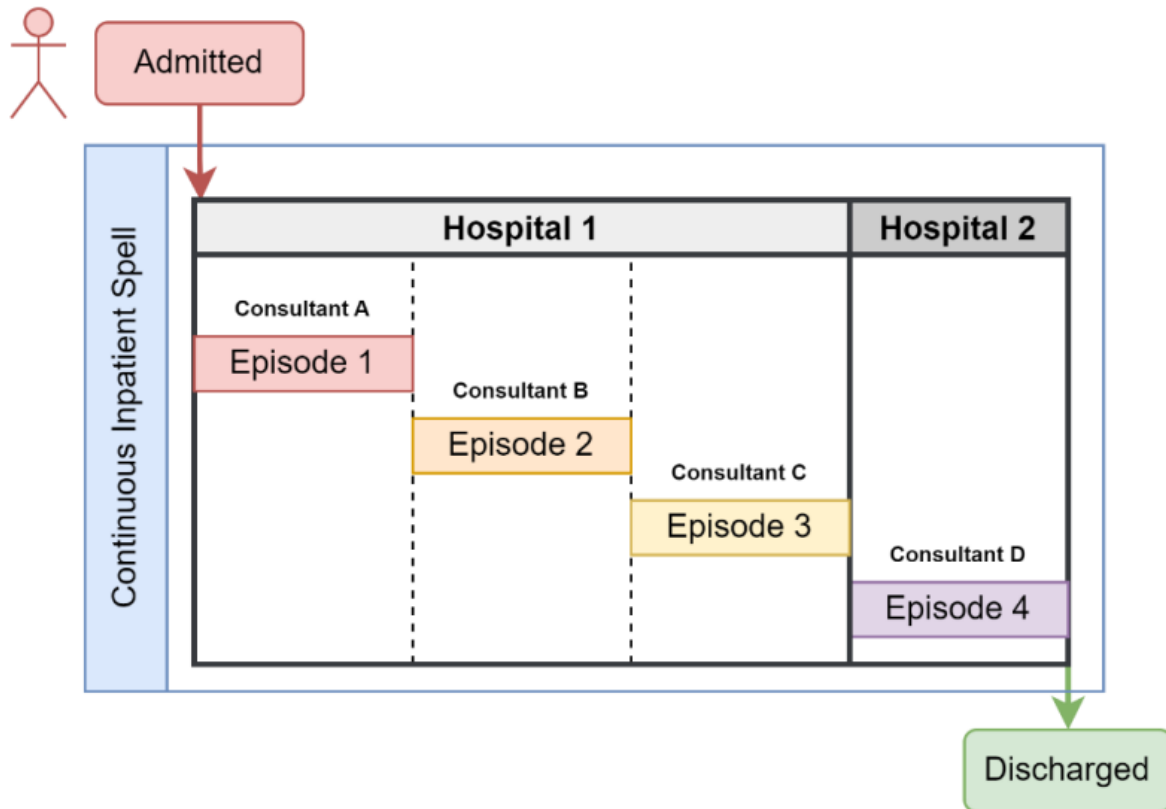 Admitted
Continuous Inpatient Spell
Hospital 1
Hospital 2
Consultant A
Episode 1
Consultant B
Episode 2
Consultant C
Episode 3
Consultant D
Episode 4
Discharged